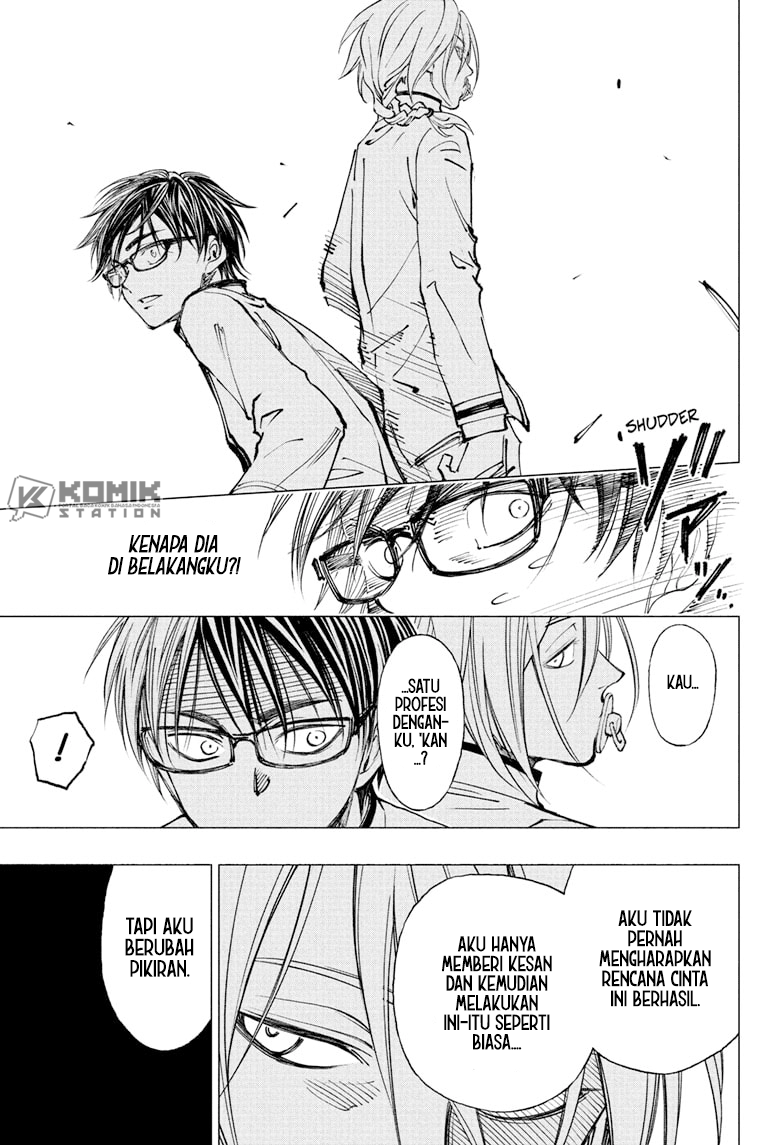 SHUDDER
KOMIK
STATION
KENAPA DIA
DI BELAKANGKU?!
KAU...
...SATU
PROFESI
DENGAN-
KU, 'KAN
...?
!
AKU TIDAK
PERNAH
MENGHARAPKAN
RENCANA CINTA
INI BERHASIL.
AKU HANYA
MEMBERI KESAN
DAN KEMUDIAN
MELAKUKAN
INI-ITU SEPERTI
BIASA....
TAPI AKU
BERUBAH
PIKIRAN.